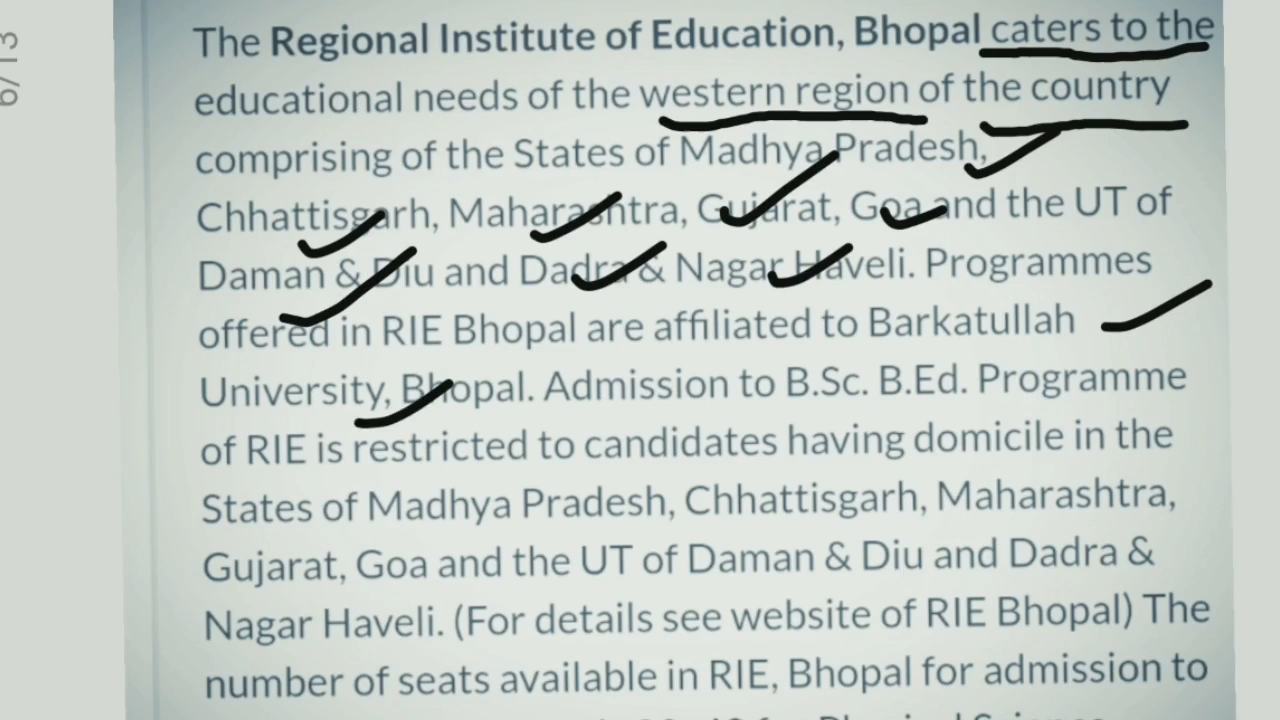 6/13
The Regional Institute of Education, Bhopal caters to the
educational needs of the western region of the country
comprising of the States of Madhya Pradesh,
Chhattisgarh, Maharashtra, Gujarat, Goa and the UT of
Daman & Diu and Dadra & Nagar Haveli. Programmes
offered in RIE Bhopal are affiliated to Barkatullah
University, Bhopal. Admission to B.Sc. B.Ed. Programme
of RIE is restricted to candidates having domicile in the
States of Madhya Pradesh, Chhattisgarh, Maharashtra,
Gujarat, Goa and the UT of Daman & Diu and Dadra &
Nagar Haveli. (For details see website of RIE Bhopal) The
number of seats available in RIE, Bhopal for admission to